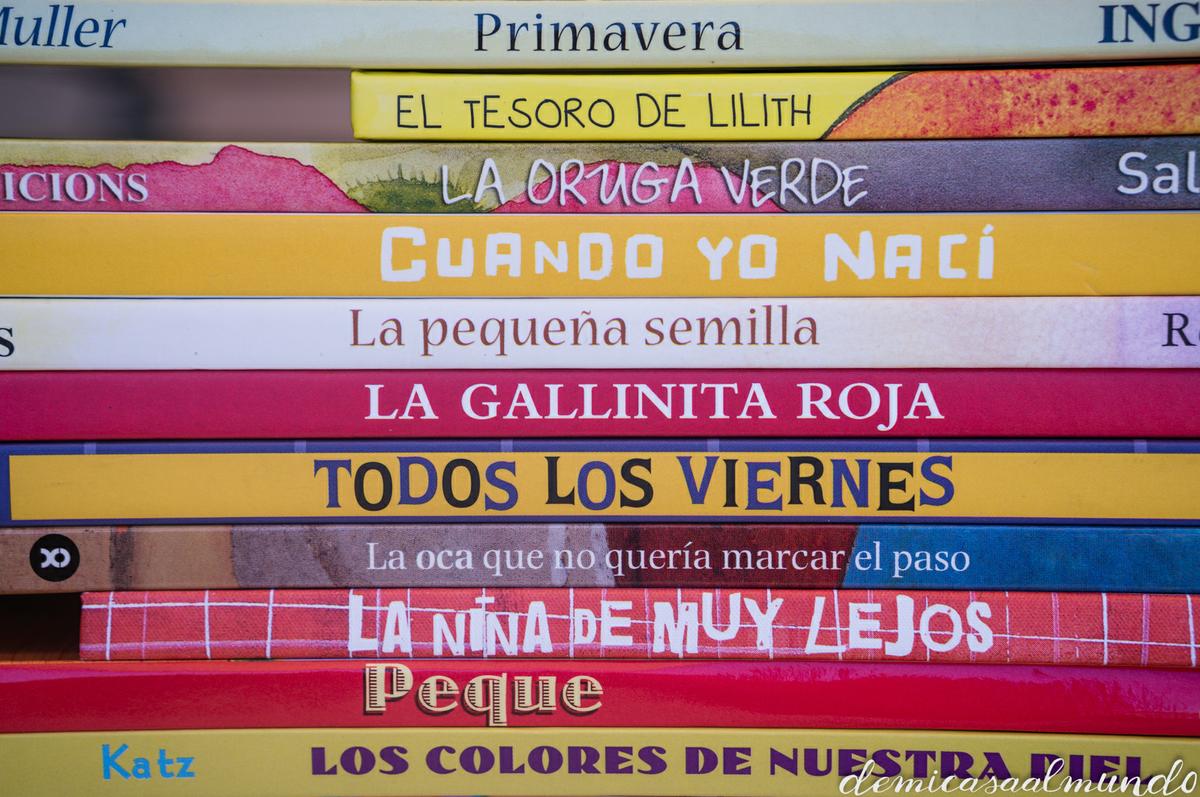 Muller Primavera ING
EL TESORO DE LILITH
ICIONS LA ORUGA VERDE Sal
CUANDO YO NACÍ
S La pequeña semilla R
LA GALLINITA ROJA
TODOS LOS VIERNES
La oca que no quería marcar el paso
LA NIÑA DE MUY LEJOS
Peque
Katz LOS COLORES DE NUESTRA PIEL
demicasaalmundo